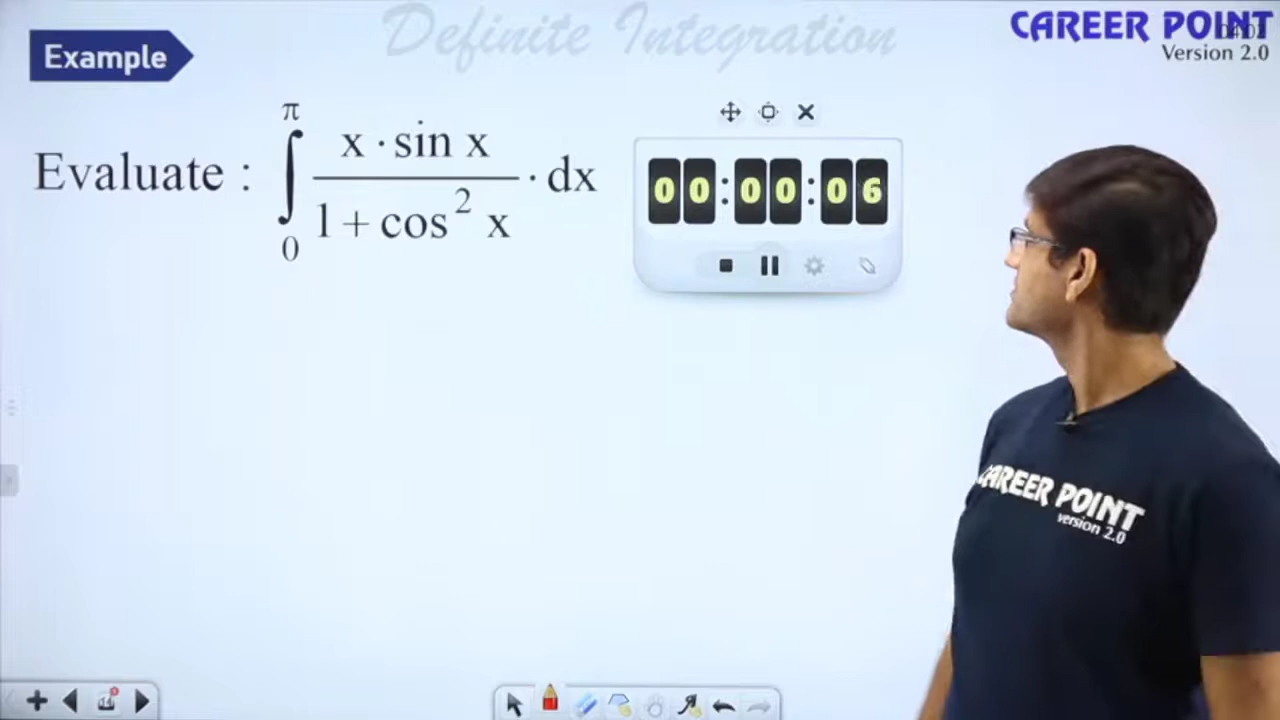 Definite Integration
CAREER POINT
Version 2.0
Example
Evaluate : ∫₀^π (x · sin x)/(1 + cos² x) · dx
00:00:06
CAREER POINT
version 2.0